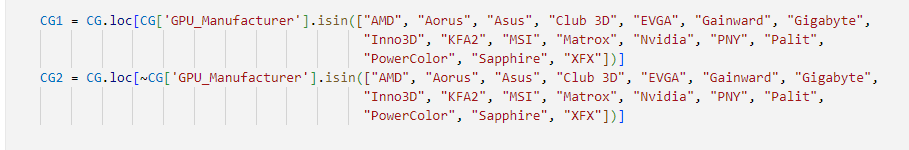 CG1 = CG.loc[CG['GPU_Manufacturer'].isin(["AMD", "Aorus", "Asus", "Club 3D", "EVGA", "Gainward", "Gigabyte",
"Inno3D", "KFA2", "MSI", "Matrox", "Nvidia", "PNY", "Palit",
"PowerColor", "Sapphire", "XFX"])]
CG2 = CG.loc[~CG['GPU_Manufacturer'].isin(["AMD", "Aorus", "Asus", "Club 3D", "EVGA", "Gainward", "Gigabyte",
"Inno3D", "KFA2", "MSI", "Matrox", "Nvidia", "PNY", "Palit",
"PowerColor", "Sapphire", "XFX"])]